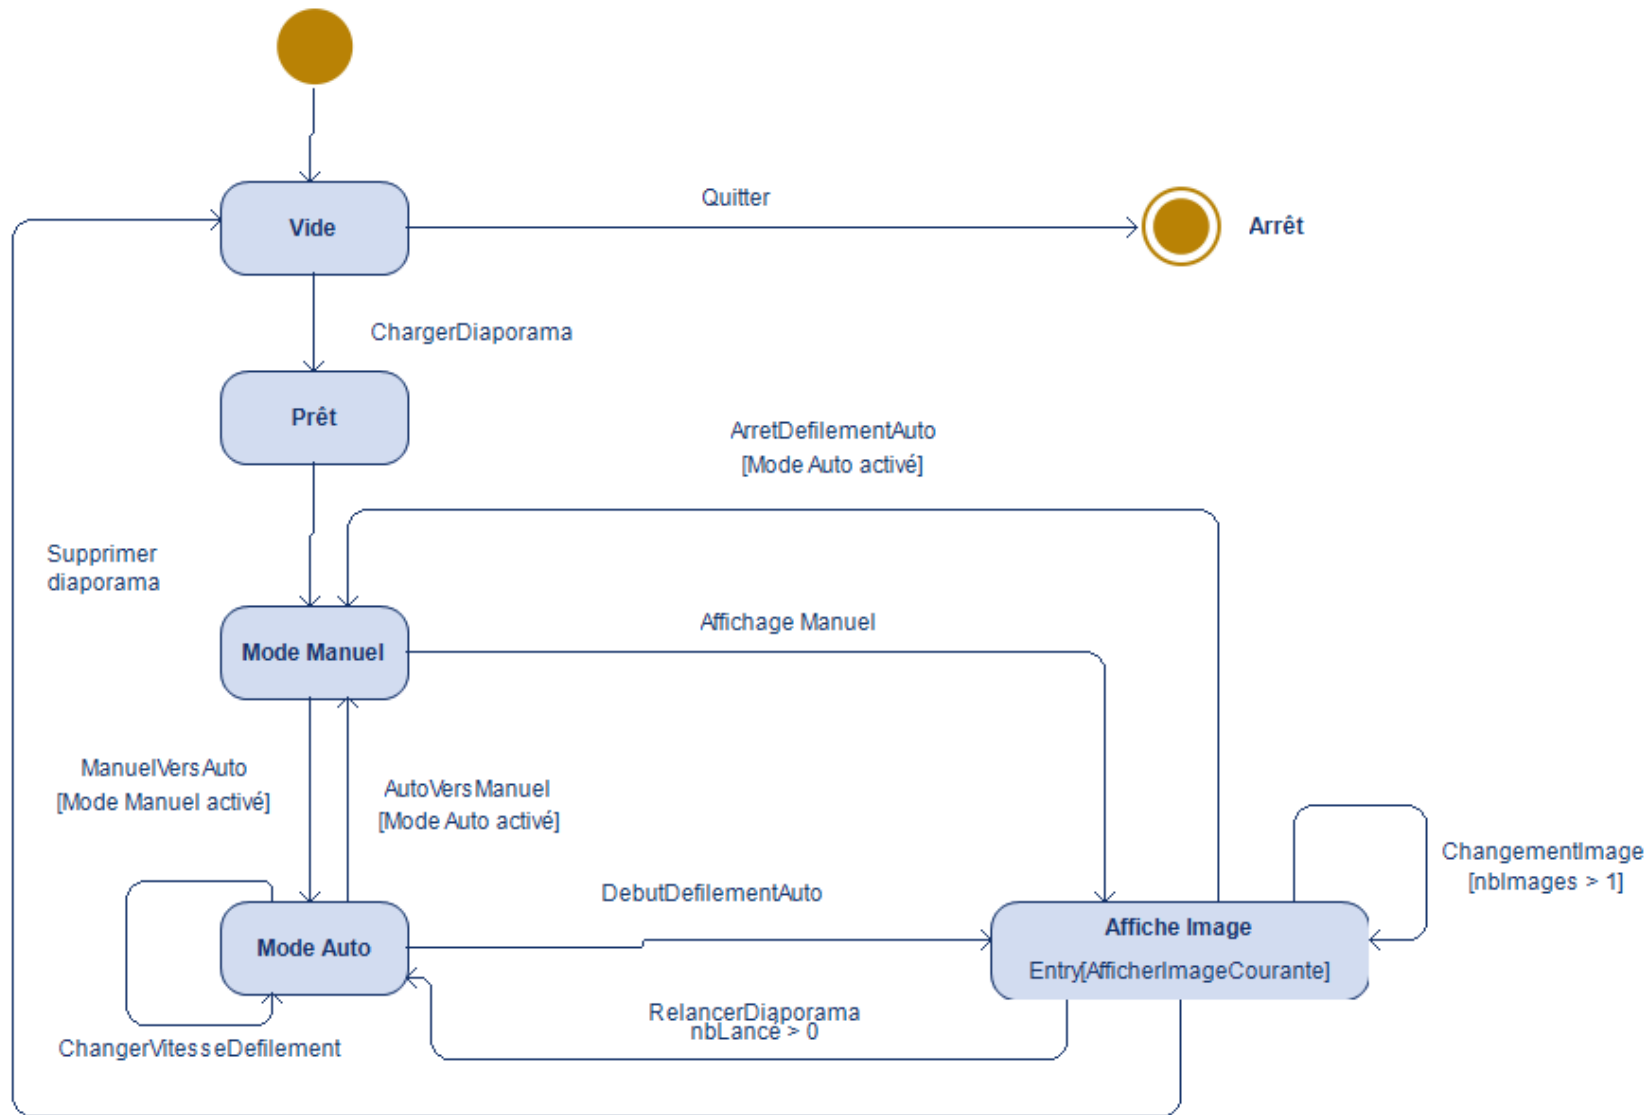 Quitter
Vide
Arrêt
ChargerDiaporama
Prêt
ArretDefilementAuto
[Mode Auto activé]
Supprimer
diaporama
Affichage Manuel
Mode Manuel
ManuelVersAuto
[Mode Manuel activé]
AutoVersManuel
[Mode Auto activé]
ChangementImage
[nbImages > 1]
DebutDefilementAuto
Affiche Image
Mode Auto
Entry[AfficherImageCourante]
RelancerDiaporama
nbLancé > 0
ChangerVitesseDefilement